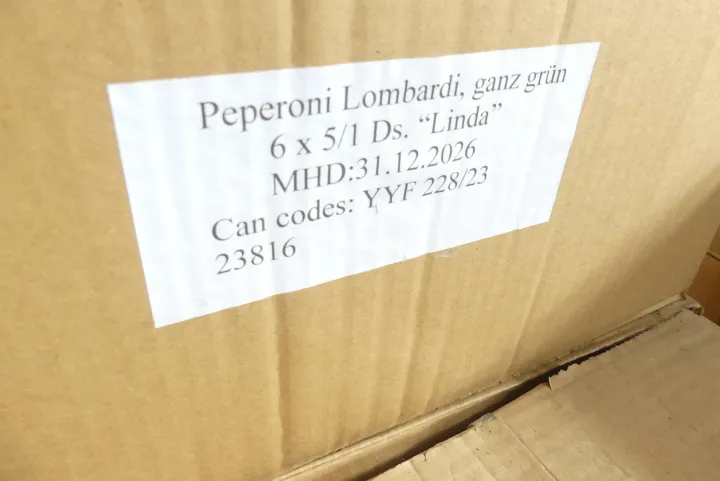 Peperoni Lombardi, ganz grün
6 x 5/1 Ds. “Linda”
MHD:31.12.2026
Can codes: YYF 228/23
23816